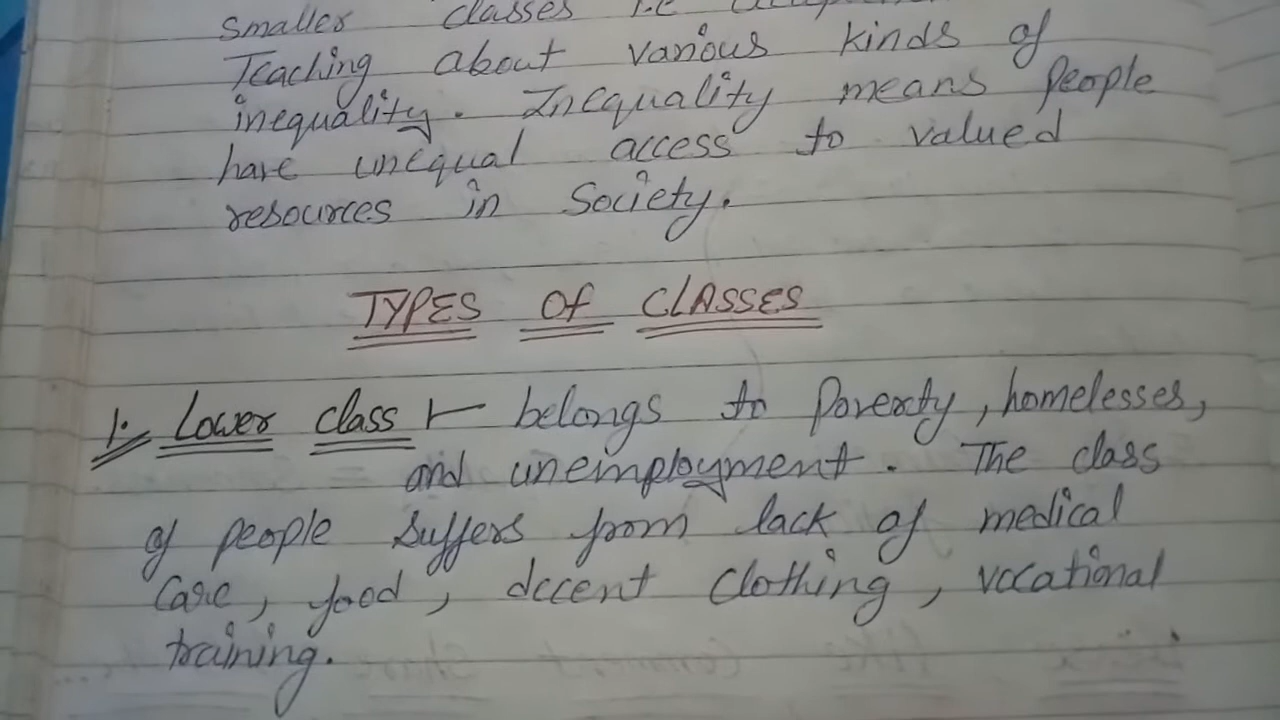 smaller classes i.e
Teaching about various kinds of
inequality. Inequality means people
have unequal access to valued
resources in Society.
TYPES OF CLASSES
1. Lower class :- belongs to Poverty, homelesses,
and unemployment. The class
of people suffers from lack of medical
care, food, decent clothing, vocational
training.